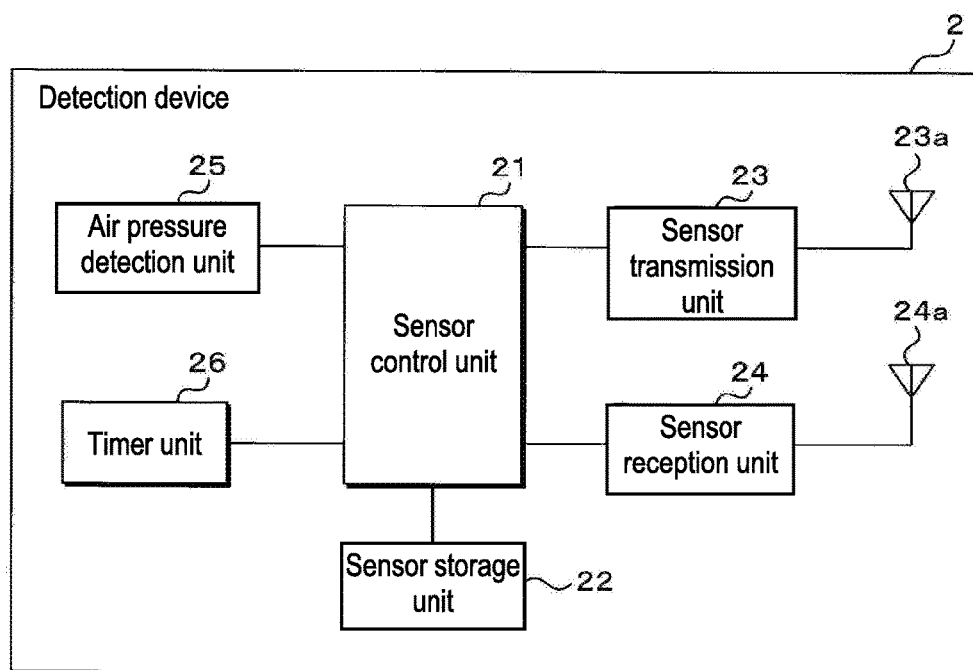 2
Detection device
23a
25
21
23
Air pressure
detection unit
Sensor
transmission
unit
24a
Sensor
control unit
26
24
Timer unit
Sensor
reception unit
Sensor storage
unit
22